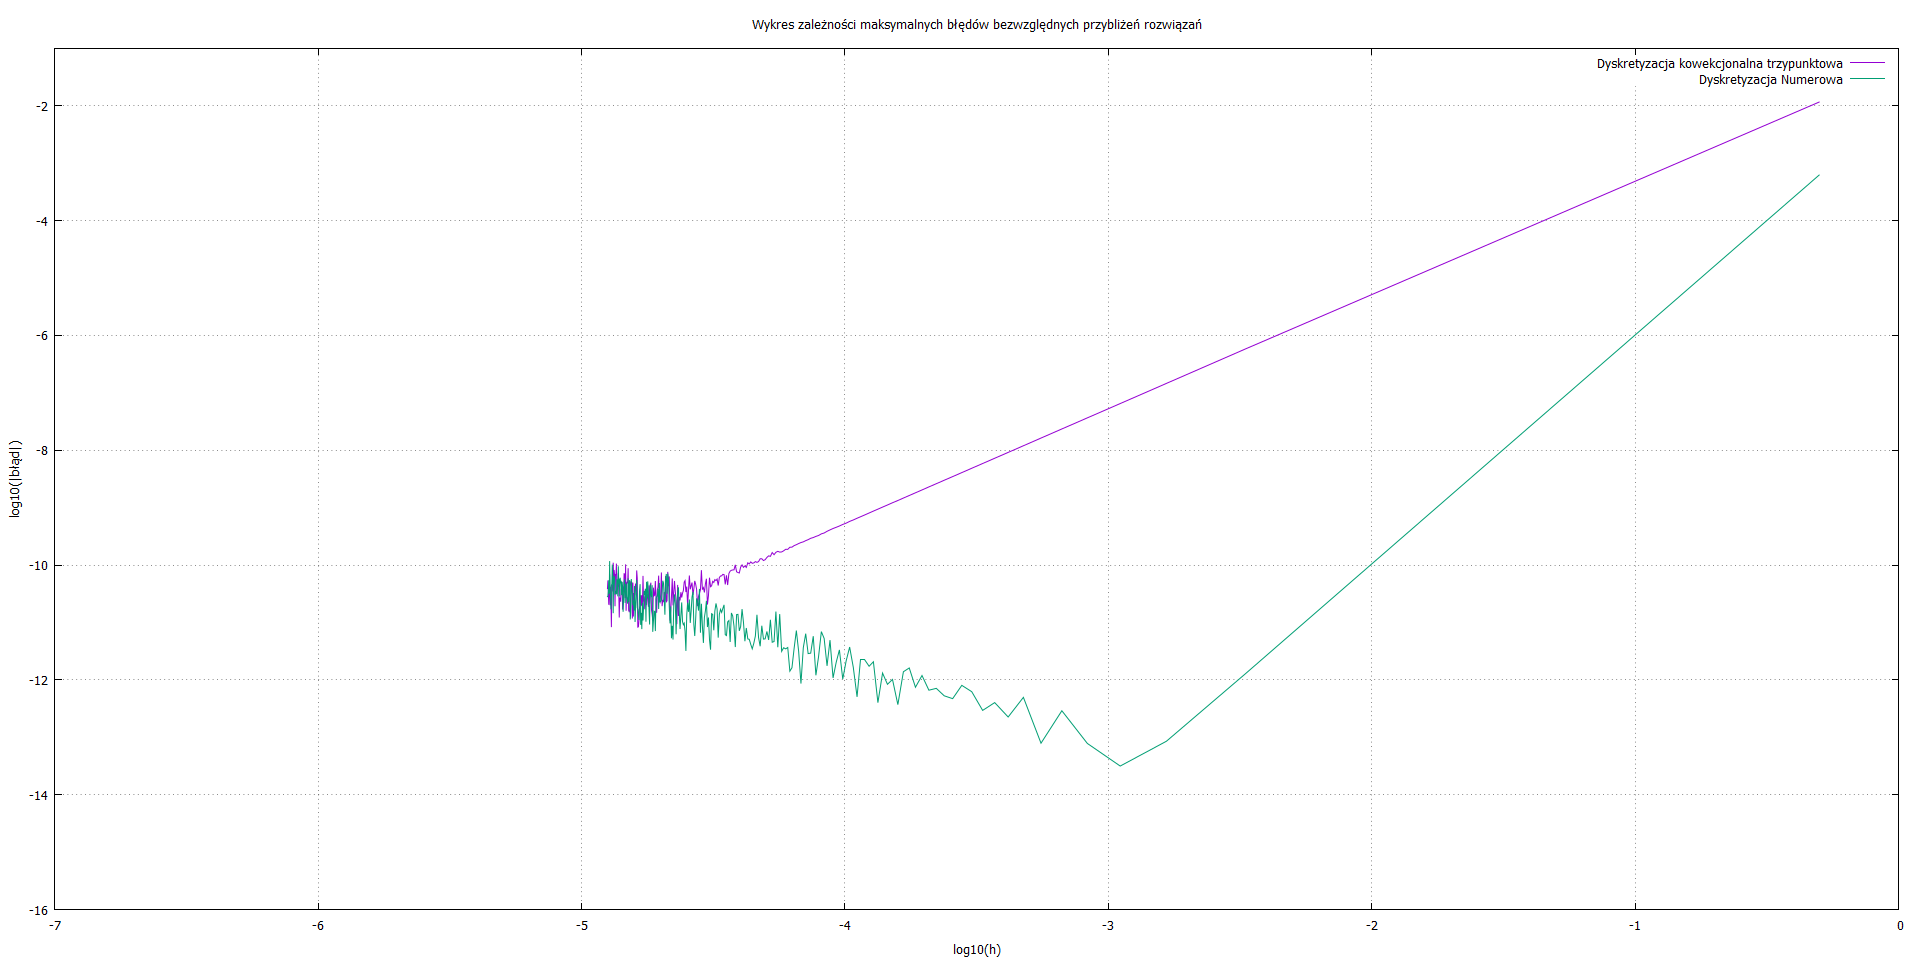 Wykres zależności maksymalnych błędów bezwzględnych przybliżeń rozwiązań
Dyskretyzacja kowekcjonalna trzypunktowa
Dyskretyzacja Numerowa
-2
-4
-6
-8
-10
-12
-14
-16
log10(|błąd|)
-7 -6 -5 -4 -3 -2 -1 0
log10(h)